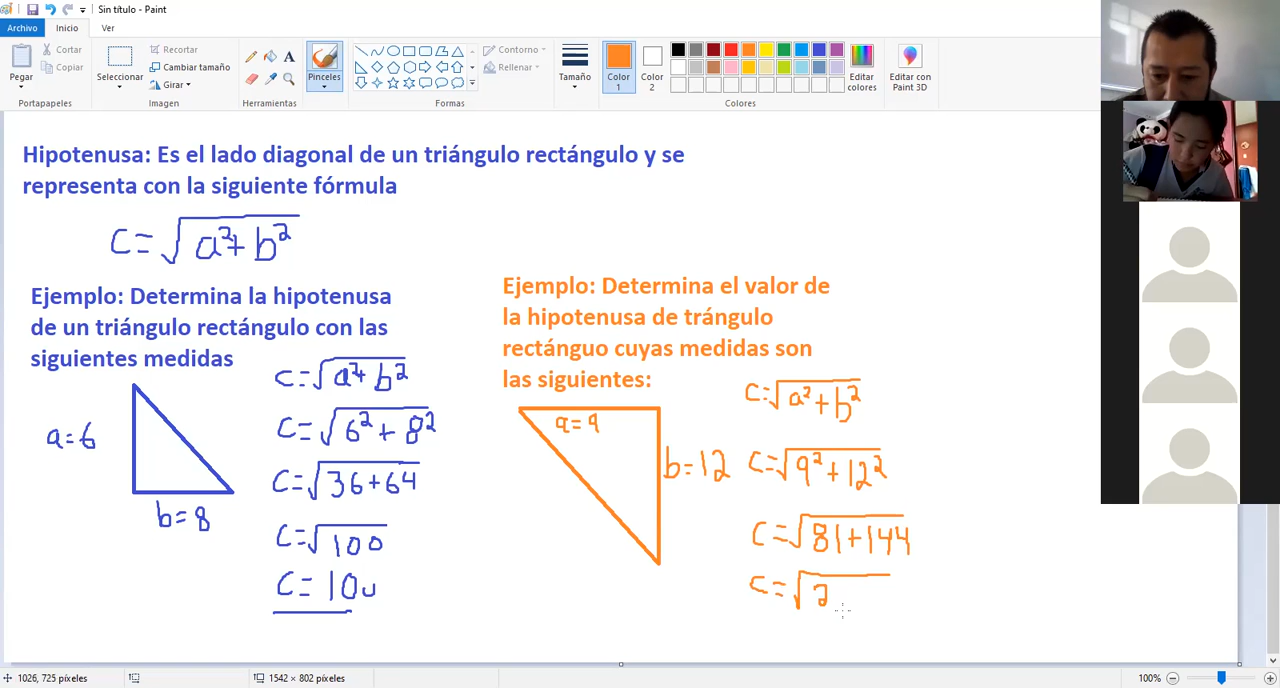 Sin título - Paint
Archivo Inicio Ver
Pegar
Cortar
Copiar
Portapapeles
Seleccionar
Recortar
Cambiar tamaño
Girar
Imagen
Herramientas
Pinceles
Contorno
Rellenar
Formas
Tamaño
Color 1
Color 2
Editar colores
Colores
Editar con Paint 3D
Hipotenusa: Es el lado diagonal de un triángulo rectángulo y se
representa con la siguiente fórmula
c=√a²+b²
Ejemplo: Determina la hipotenusa
de un triángulo rectángulo con las
siguientes medidas
a=6
b=8
c=√a²+b²
c=√6²+8²
c=√36+64
c=√100
c=100
Ejemplo: Determina el valor de
la hipotenusa de trángulo
rectánguo cuyas medidas son
las siguientes:
a=9
b=12
c=√a²+b²
c=√9²+12²
c=√81+144
c=√2
1026, 725 píxeles
1542 × 802 píxeles
100%